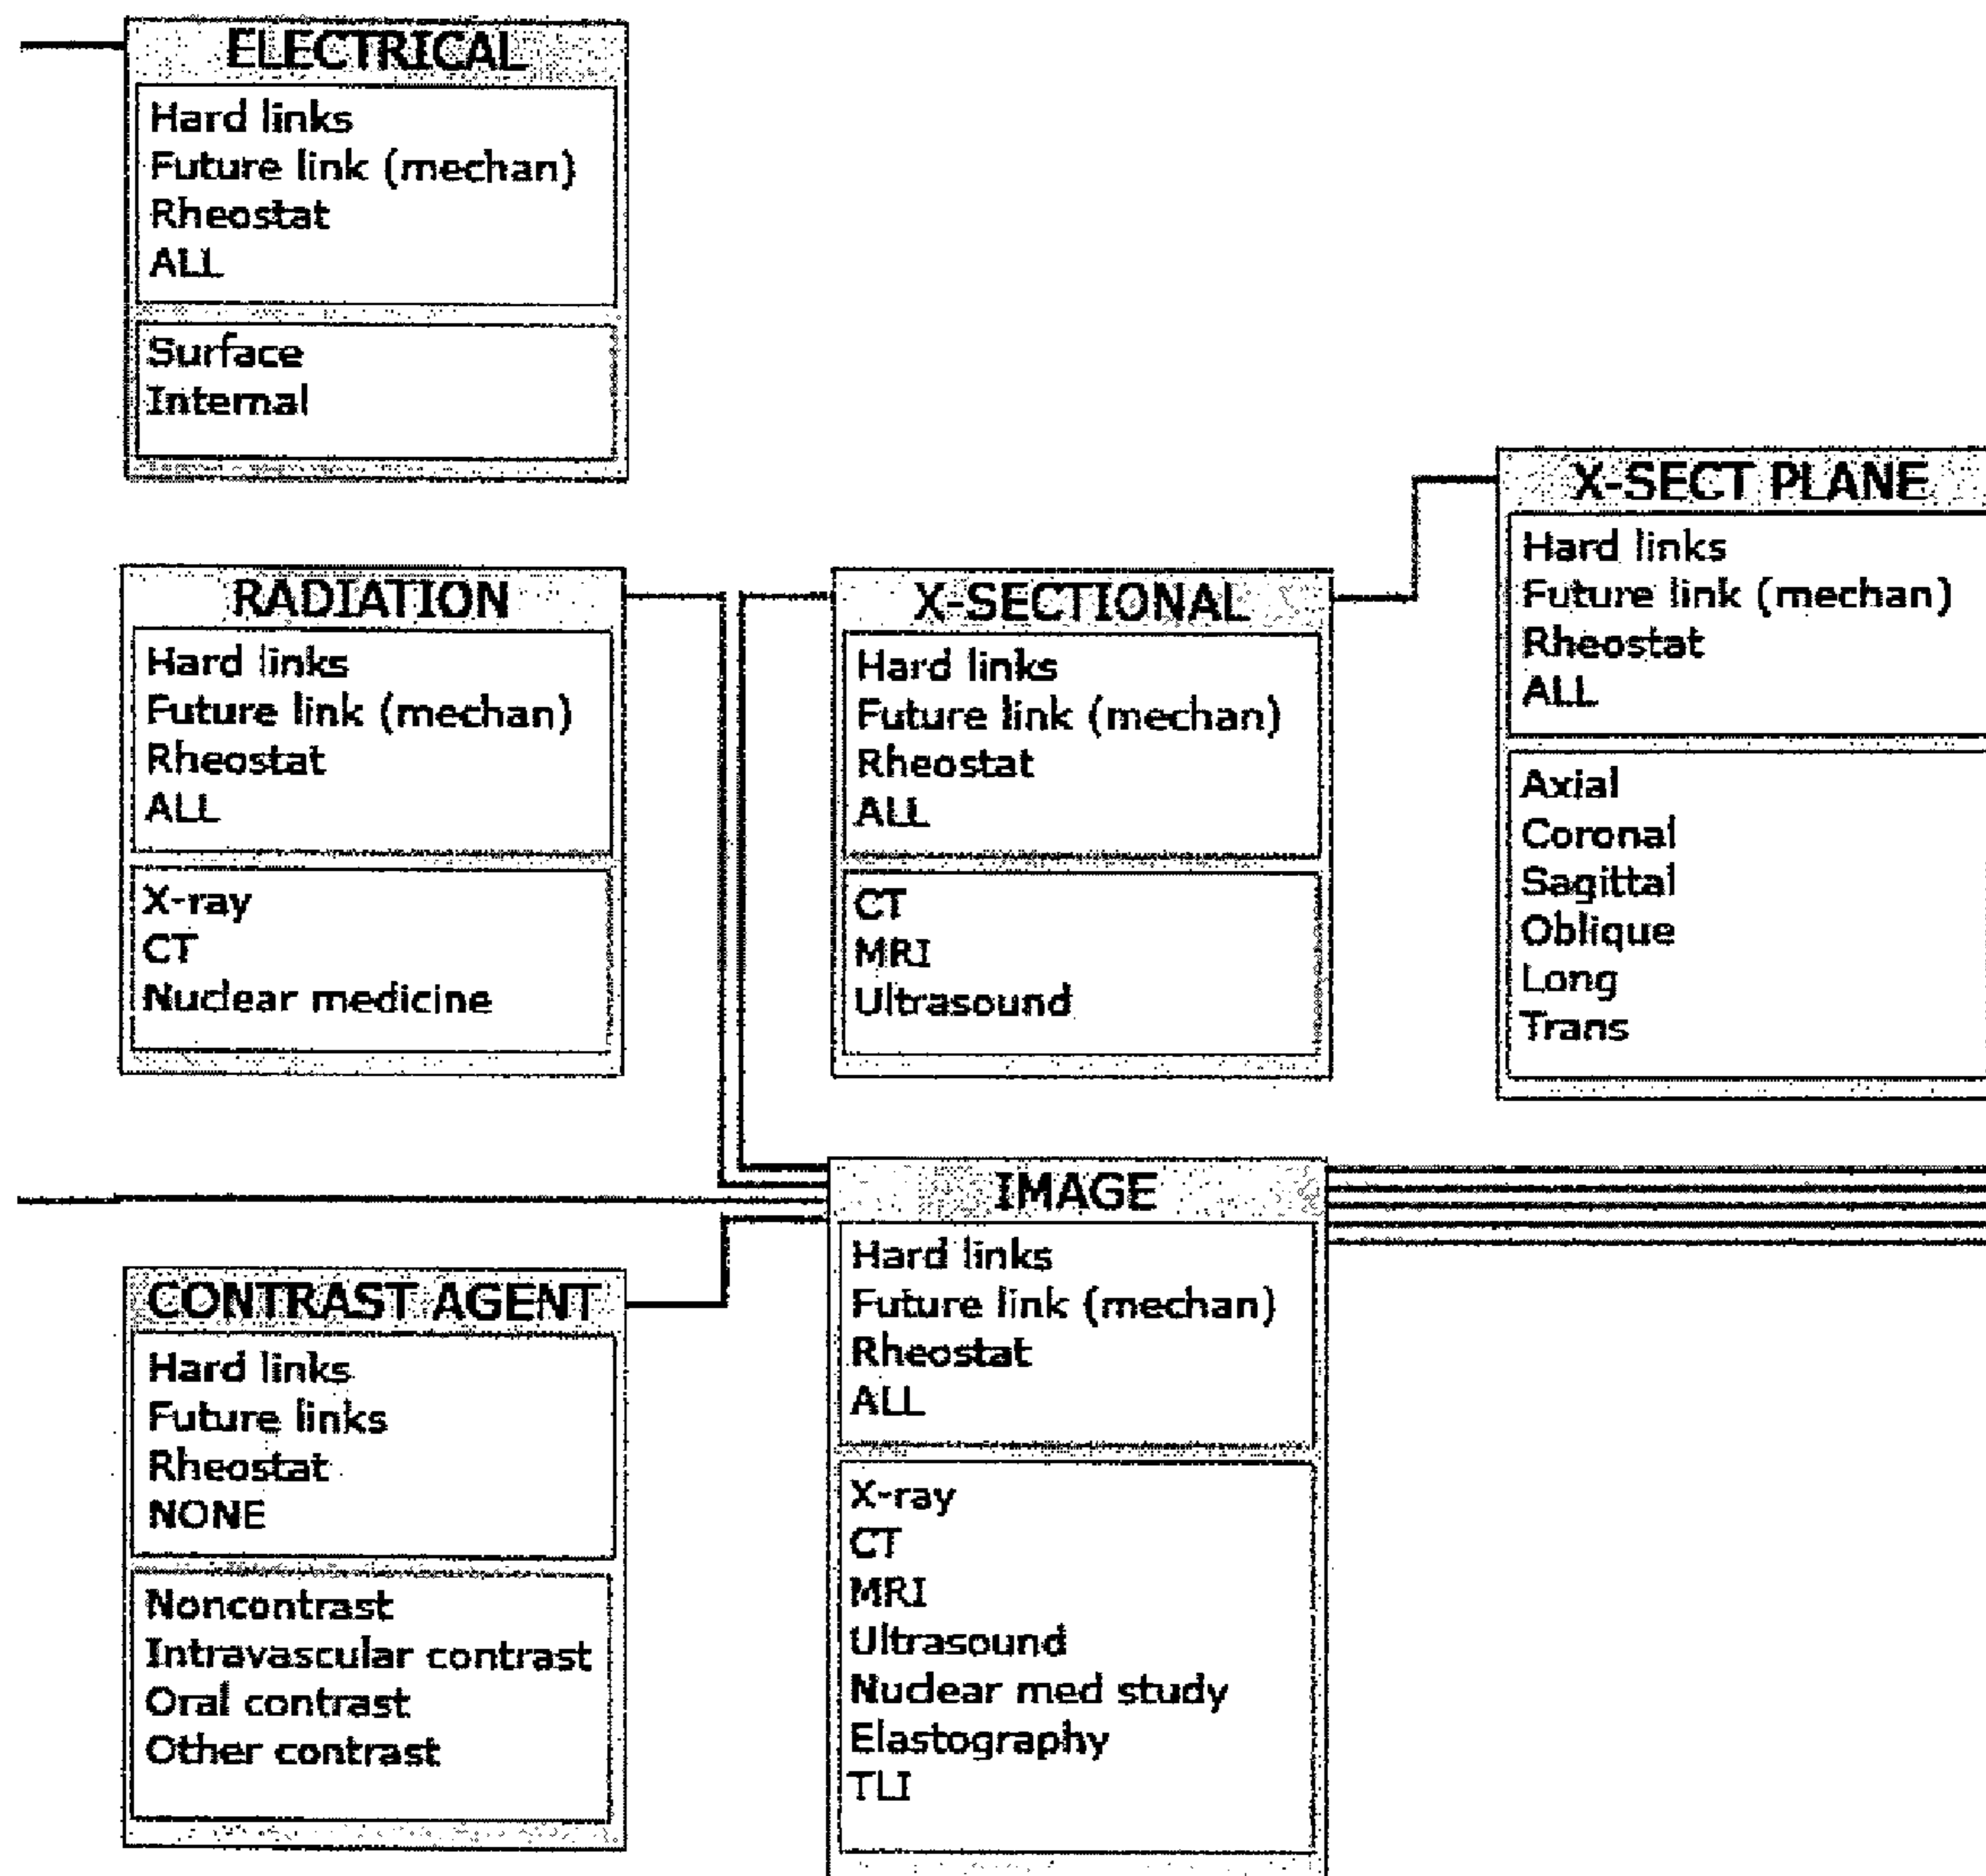 ELECTRICAL
Hard links
Future link (mechan)
Rheostat
ALL
Surface
Internal
RADIATION
Hard links
Future link (mechan)
Rheostat
ALL
X-ray
CT
Nuclear medicine
X-SECTIONAL
Hard links
Future link (mechan)
Rheostat
ALL
CT
MRI
Ultrasound
X-SECT PLANE
Hard links
Future link (mechan)
Rheostat
ALL
Axial
Coronal
Sagittal
Oblique
Long
Trans
CONTRAST AGENT
Hard links
Future links
Rheostat
NONE
Noncontrast
Intravascular contrast
Oral contrast
Other contrast
IMAGE
Hard links
Future link (mechan)
Rheostat
ALL
X-ray
CT
MRI
Ultrasound
Nuclear med study
Elastography
TLI